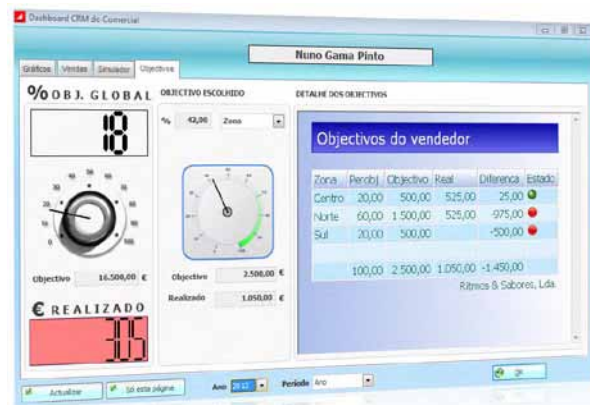 Dashboard CRM do Comercial
Nuno Gama Pinto
Gráficos Vendas Simulador Objectivos
% OBJ. GLOBAL
18
Objectivo 16.500,00 €
€ REALIZADO
OBJECTIVO ESCOLHIDO
% 42,00 Zona
Objectivo 2.500,00 €
Realizado 1.050,00 €
DETALHE DOS OBJECTIVOS
Objectivos do vendedor
Zona Percobj Objectivo Real Diferenca Estado
Centro 20,00 500,00 525,00 25,00
Norte 60,00 1 500,00 525,00 -975,00
Sul 20,00 500,00 -500,00
100,00 2 500,00 1.050,00 -1.450,00
Ritmos & Sabores, Lda.
Actualizar Só esta página Ano Periodo Ano